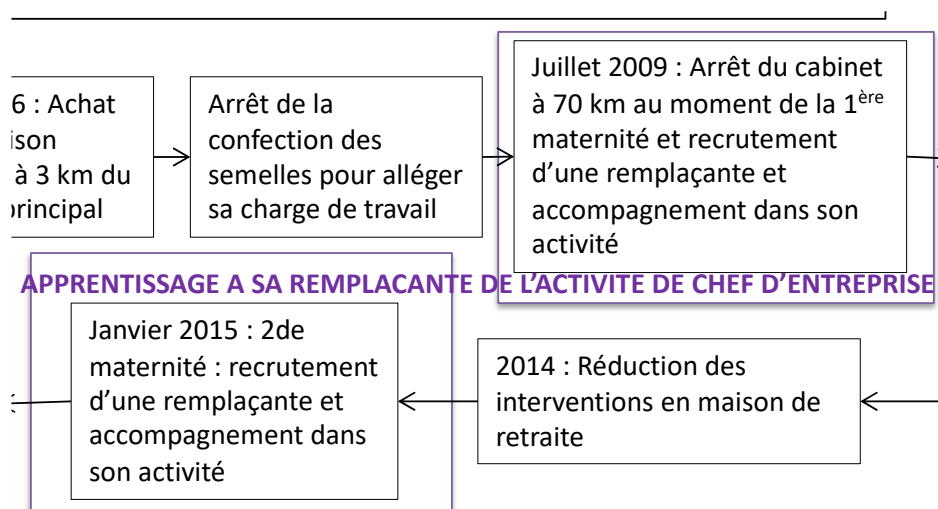 6 : Achat
ison
à 3 km du
principal
Arrêt de la
confection des
semelles pour alléger
sa charge de travail
Juillet 2009 : Arrêt du cabinet
à 70 km au moment de la 1ère
maternité et recrutement
d’une remplaçante et
accompagnement dans son
activité
APPRENTISSAGE A SA REMPLACANTE DE L’ACTIVITE DE CHEF D’ENTREPRISE
Janvier 2015 : 2de
maternité : recrutement
d’une remplaçante et
accompagnement dans
son activité
2014 : Réduction des
interventions en maison de
retraite